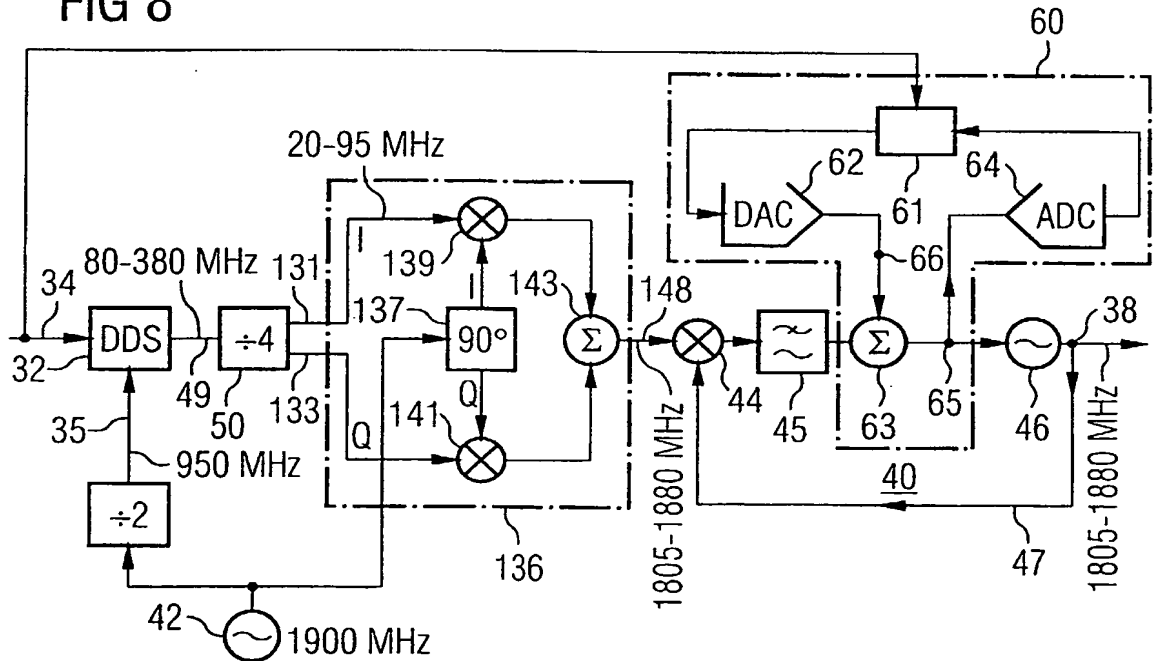 FIG 8
60
20-95 MHz
62
64
61
DAC
ADC
I
139
80-380 MHz
131
66
34
137
I
143
148
38
DDS
÷4
90°
Σ
Σ
32
49
133
44
50
Q
141
45
63
65
46
35
Q
950 MHz
40
÷2
47
136
1805-1880 MHz
1805-1880 MHz
42
1900 MHz